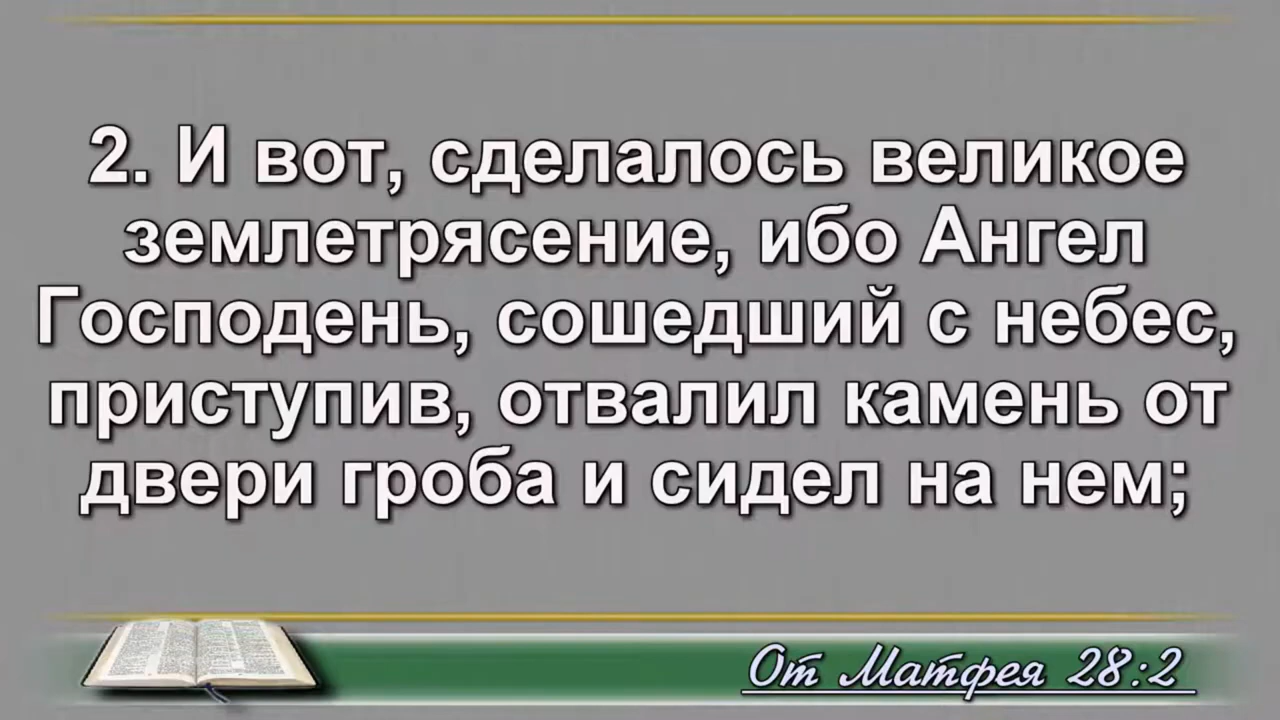 2. И вот, сделалось великое
землетрясение, ибо Ангел
Господень, сошедший с небес,
приступив, отвалил камень от
двери гроба и сидел на нем;
От Матфея 28:2